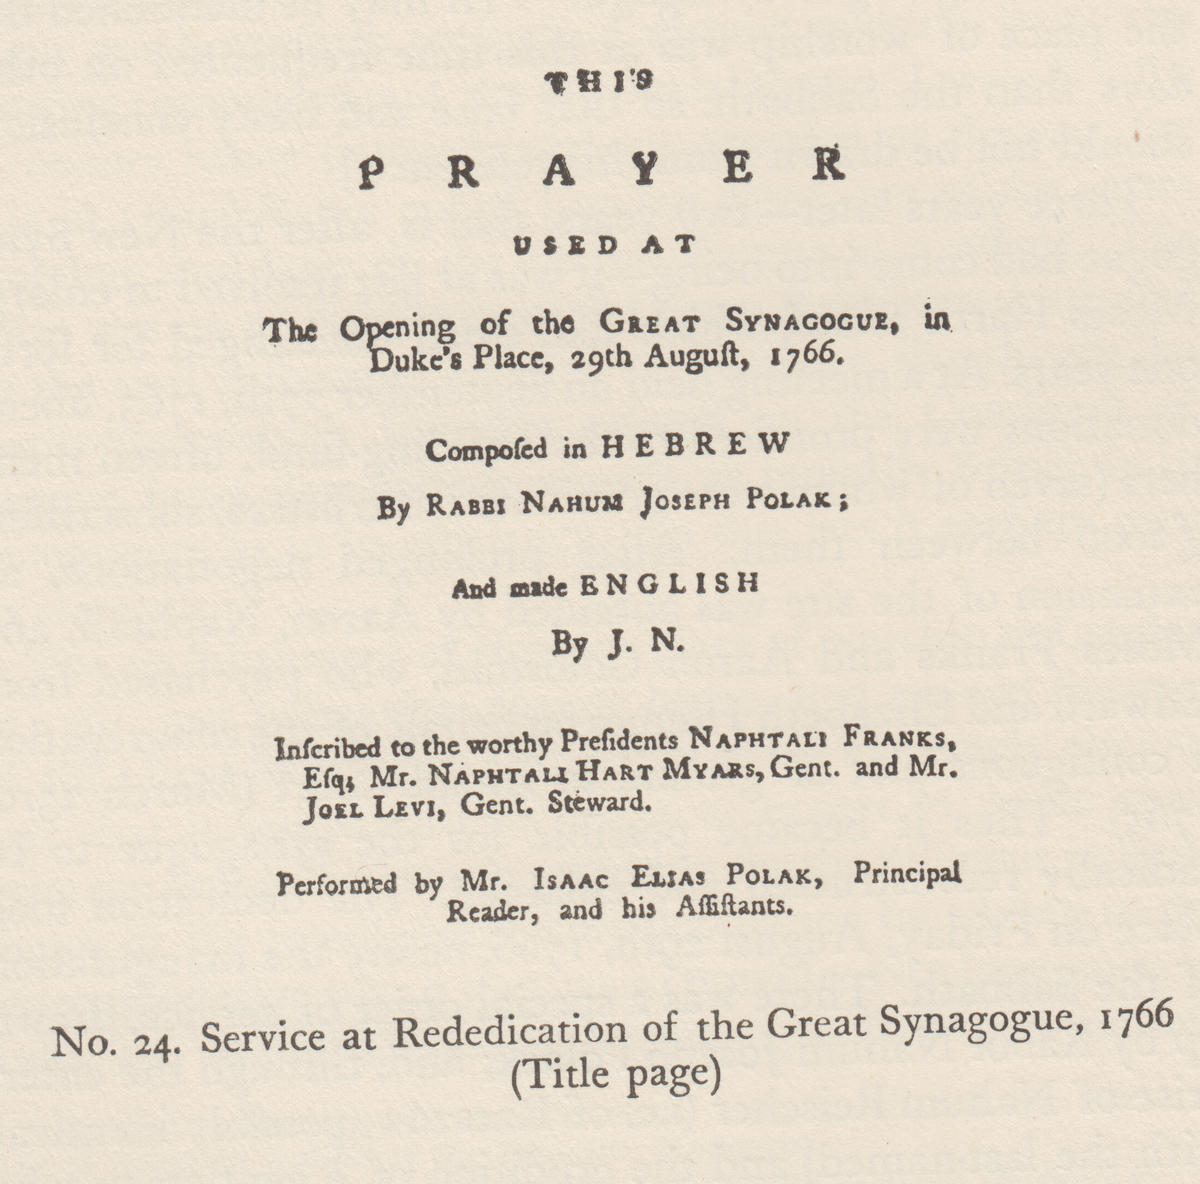 THIS
PRAYER
USED AT
The Opening of the GREAT SYNAGOGUE, in
Duke's Place, 29th Auguſt, 1766.
Compoſed in HEBREW
By RABBI NAHUM JOSEPH POLAK;
And made ENGLISH
By J. N.
Inſcribed to the worthy Preſidents NAPHTALI FRANKS,
Eſq; Mr. NAPHTALI HART MYARS, Gent. and Mr.
JOEL LEVI, Gent. Steward.
Performed by Mr. ISAAC ELIAS POLAK, Principal
Reader, and his Aſſiſtants.
No. 24. Service at Rededication of the Great Synagogue, 1766
(Title page)